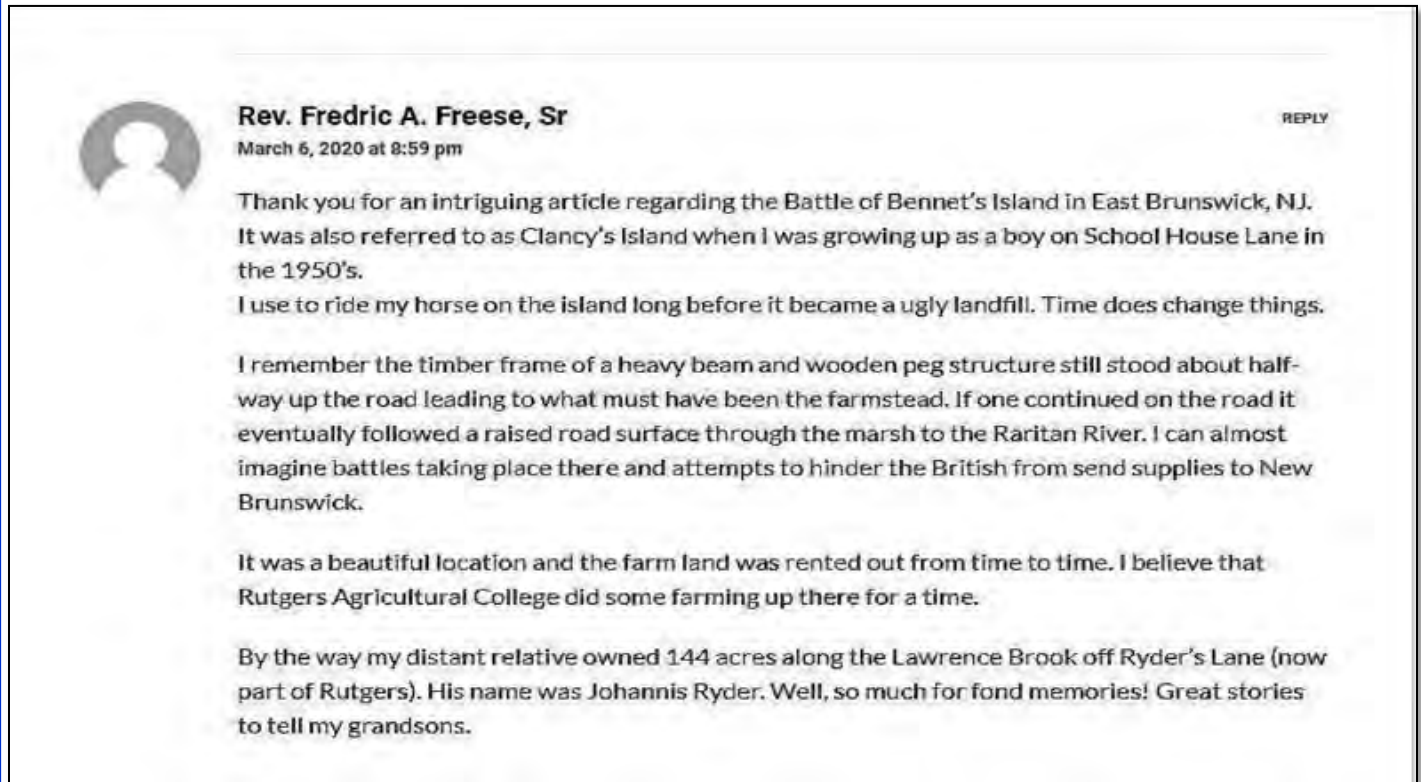 Rev. Fredric A. Freese, Sr
REPLY
March 6, 2020 at 8:59 pm
Thank you for an intriguing article regarding the Battle of Bennet's Island in East Brunswick, NJ.
It was also referred to as Clancy's Island when I was growing up as a boy on School House Lane in
the 1950's.
I use to ride my horse on the island long before it became a ugly landfill. Time does change things.
I remember the timber frame of a heavy beam and wooden peg structure still stood about half-
way up the road leading to what must have been the farmstead. If one continued on the road it
eventually followed a raised road surface through the marsh to the Raritan River. I can almost
imagine battles taking place there and attempts to hinder the British from send supplies to New
Brunswick.
It was a beautiful location and the farm land was rented out from time to time. I believe that
Rutgers Agricultural College did some farming up there for a time.
By the way my distant relative owned 144 acres along the Lawrence Brook off Ryder's Lane (now
part of Rutgers). His name was Johannis Ryder. Well, so much for fond memories! Great stories
to tell my grandsons.